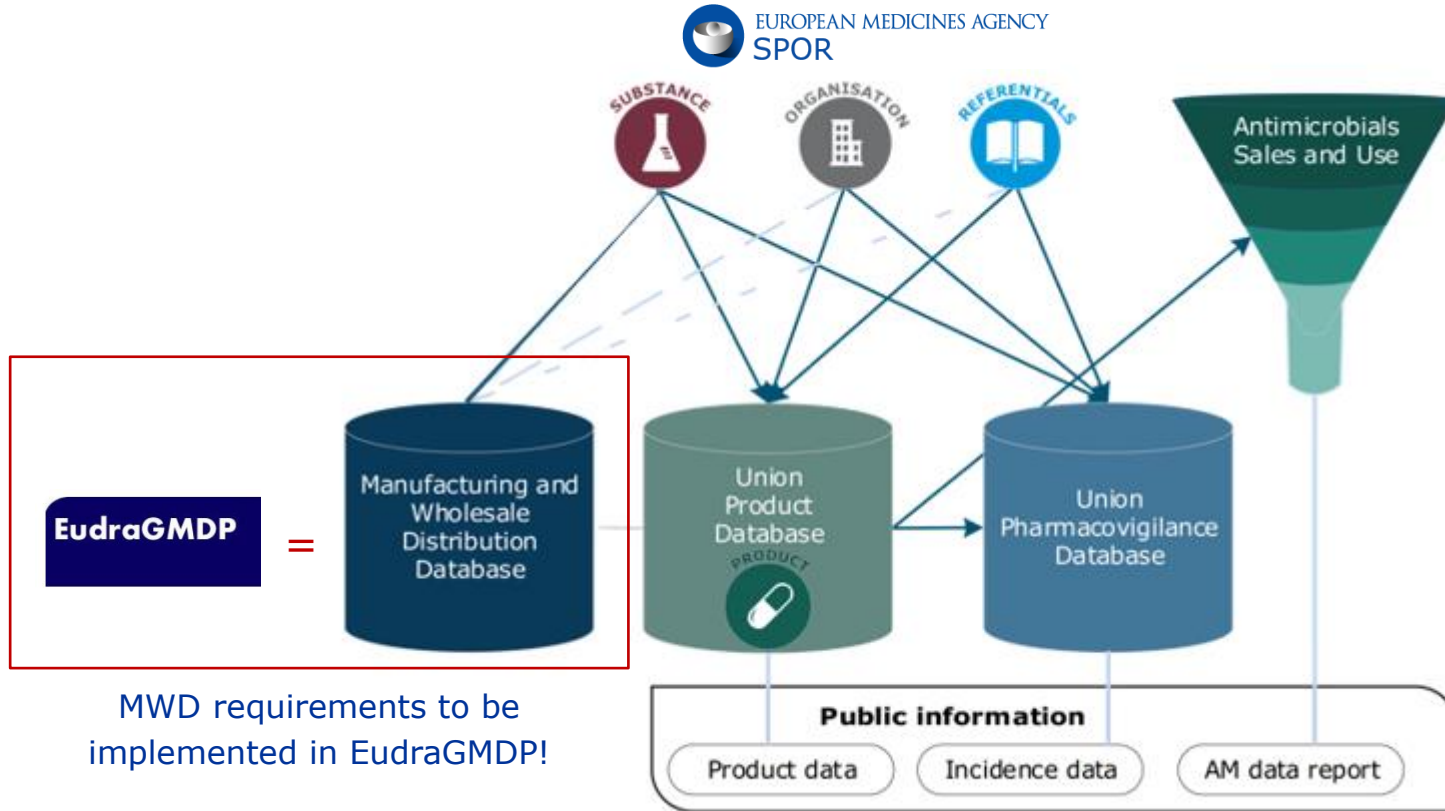 EUROPEAN MEDICINES AGENCY
SPOR
SUBSTANCE
ORGANISATION
REFERENTIALS
Antimicrobials
Sales and Use
EudraGMDP
=
Manufacturing and
Wholesale
Distribution
Database
Union
Product
Database
PRODUCT
Union
Pharmacovigilance
Database
MWD requirements to be
implemented in EudraGMDP!
Public information
Product data
Incidence data
AM data report